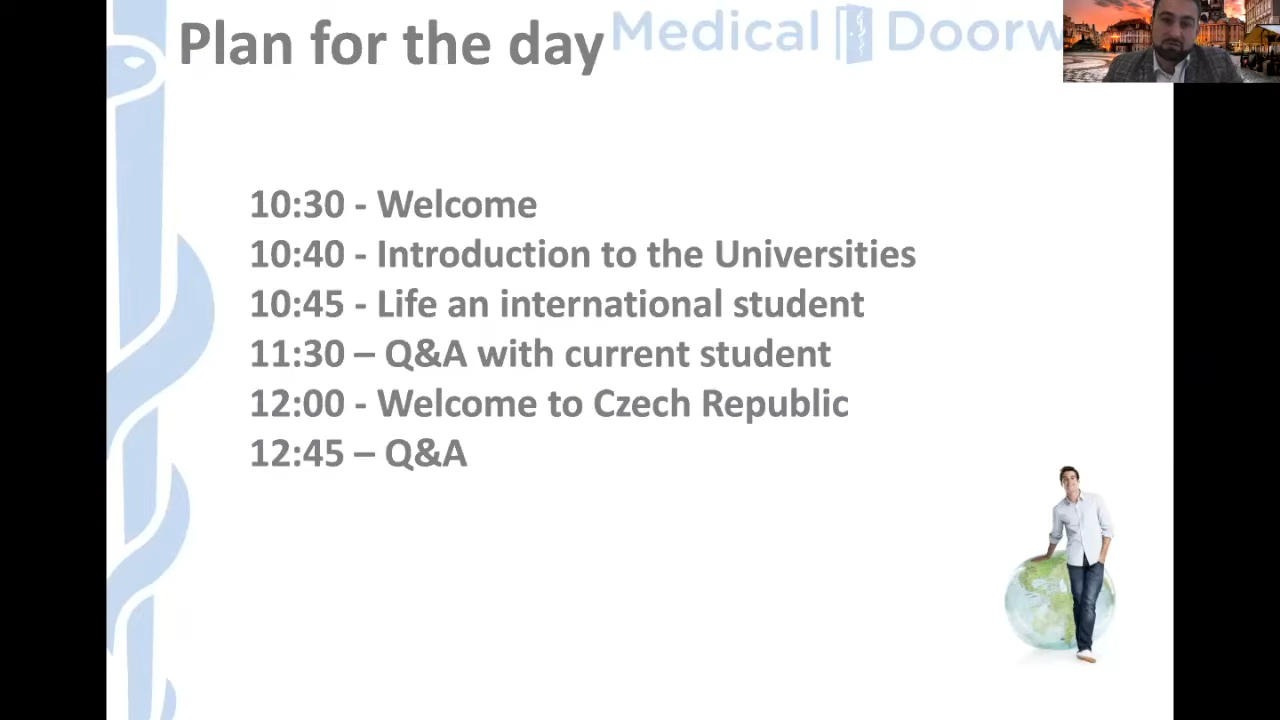 Plan for the day
Medical Doorw
10:30 - Welcome
10:40 - Introduction to the Universities
10:45 - Life an international student
11:30 – Q&A with current student
12:00 - Welcome to Czech Republic
12:45 – Q&A